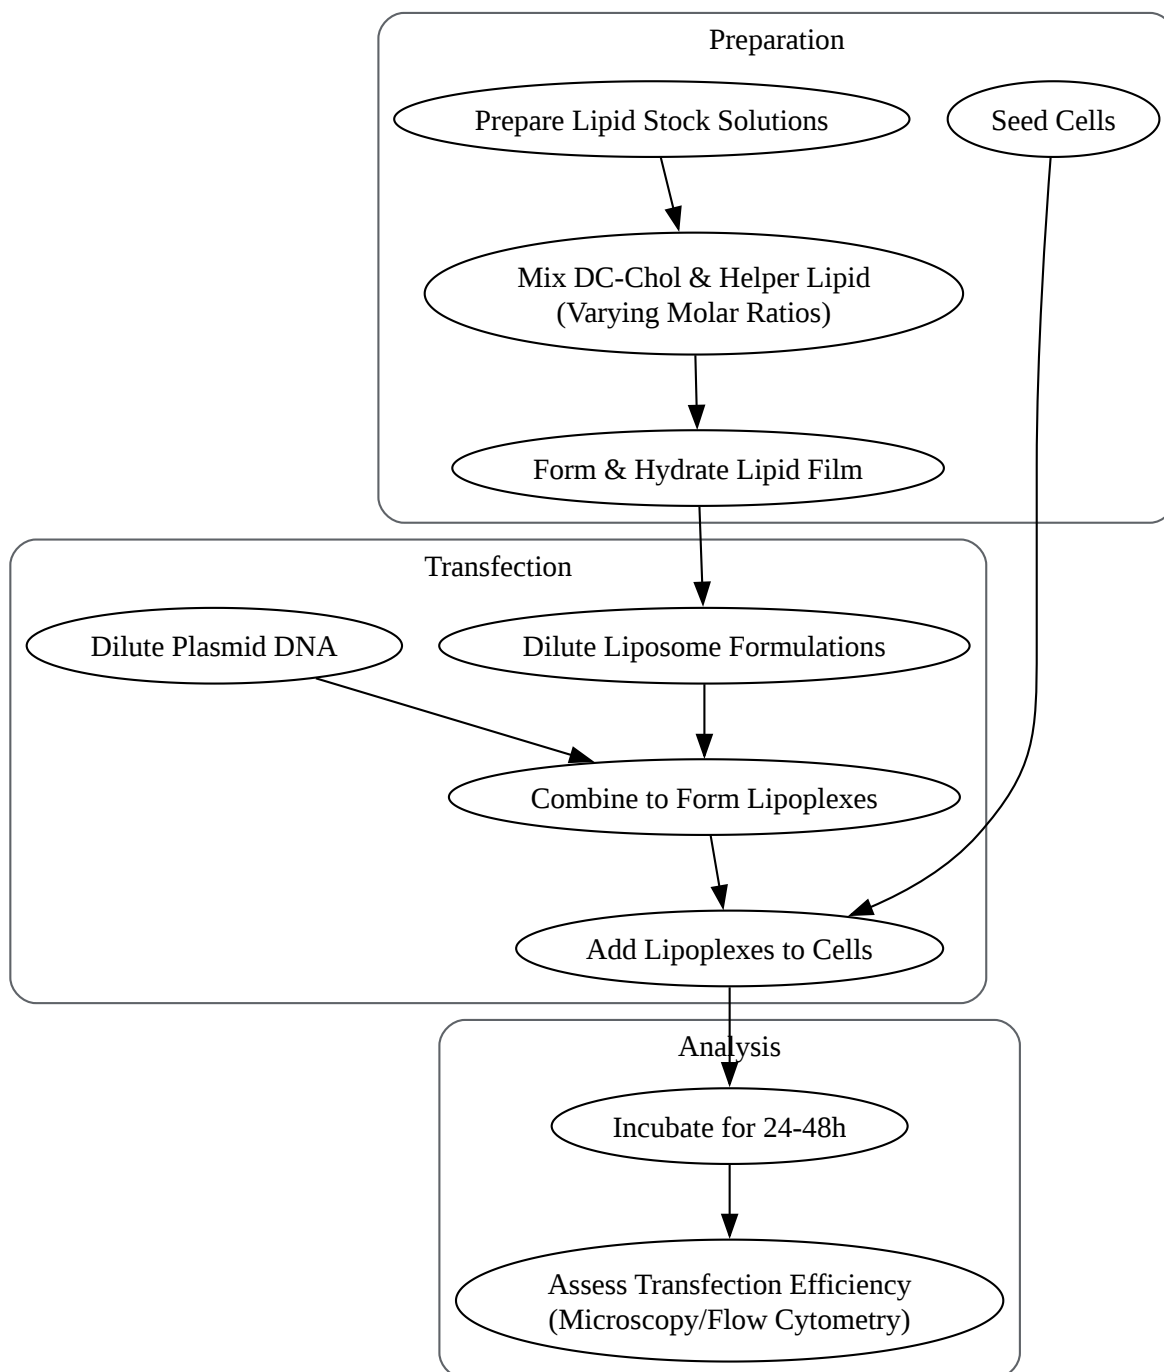 Preparation
Prepare Lipid Stock Solutions
Seed Cells
Mix DC-Chol & Helper Lipid
(Varying Molar Ratios)
Form & Hydrate Lipid Film
Transfection
Dilute Plasmid DNA
Dilute Liposome Formulations
Combine to Form Lipoplexes
Add Lipoplexes to Cells
Analysis
Incubate for 24-48h
Assess Transfection Efficiency
(Microscopy/Flow Cytometry)